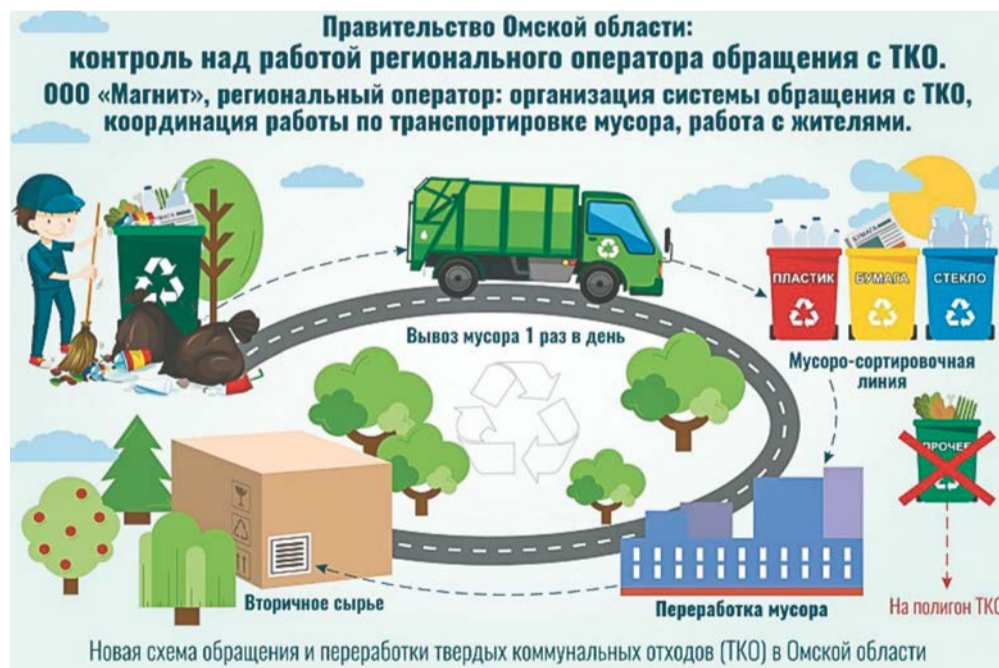 Правительство Омской области:
контроль над работой регионального оператора обращения с ТКО.
ООО «Магнит», региональный оператор: организация системы обращения с ТКО,
координация работы по транспортировке мусора, работа с жителями.
БУМАГА
БУМАГА
ПЛАСТИК
БУМАГА
СТЕКЛО
Вывоз мусора 1 раз в день
Мусоро-сортировочная
линия
ПРОЧЕЕ
Вторичное сырье
Переработка мусора
На полигон ТКО
Новая схема обращения и переработки твердых коммунальных отходов (ТКО) в Омской области